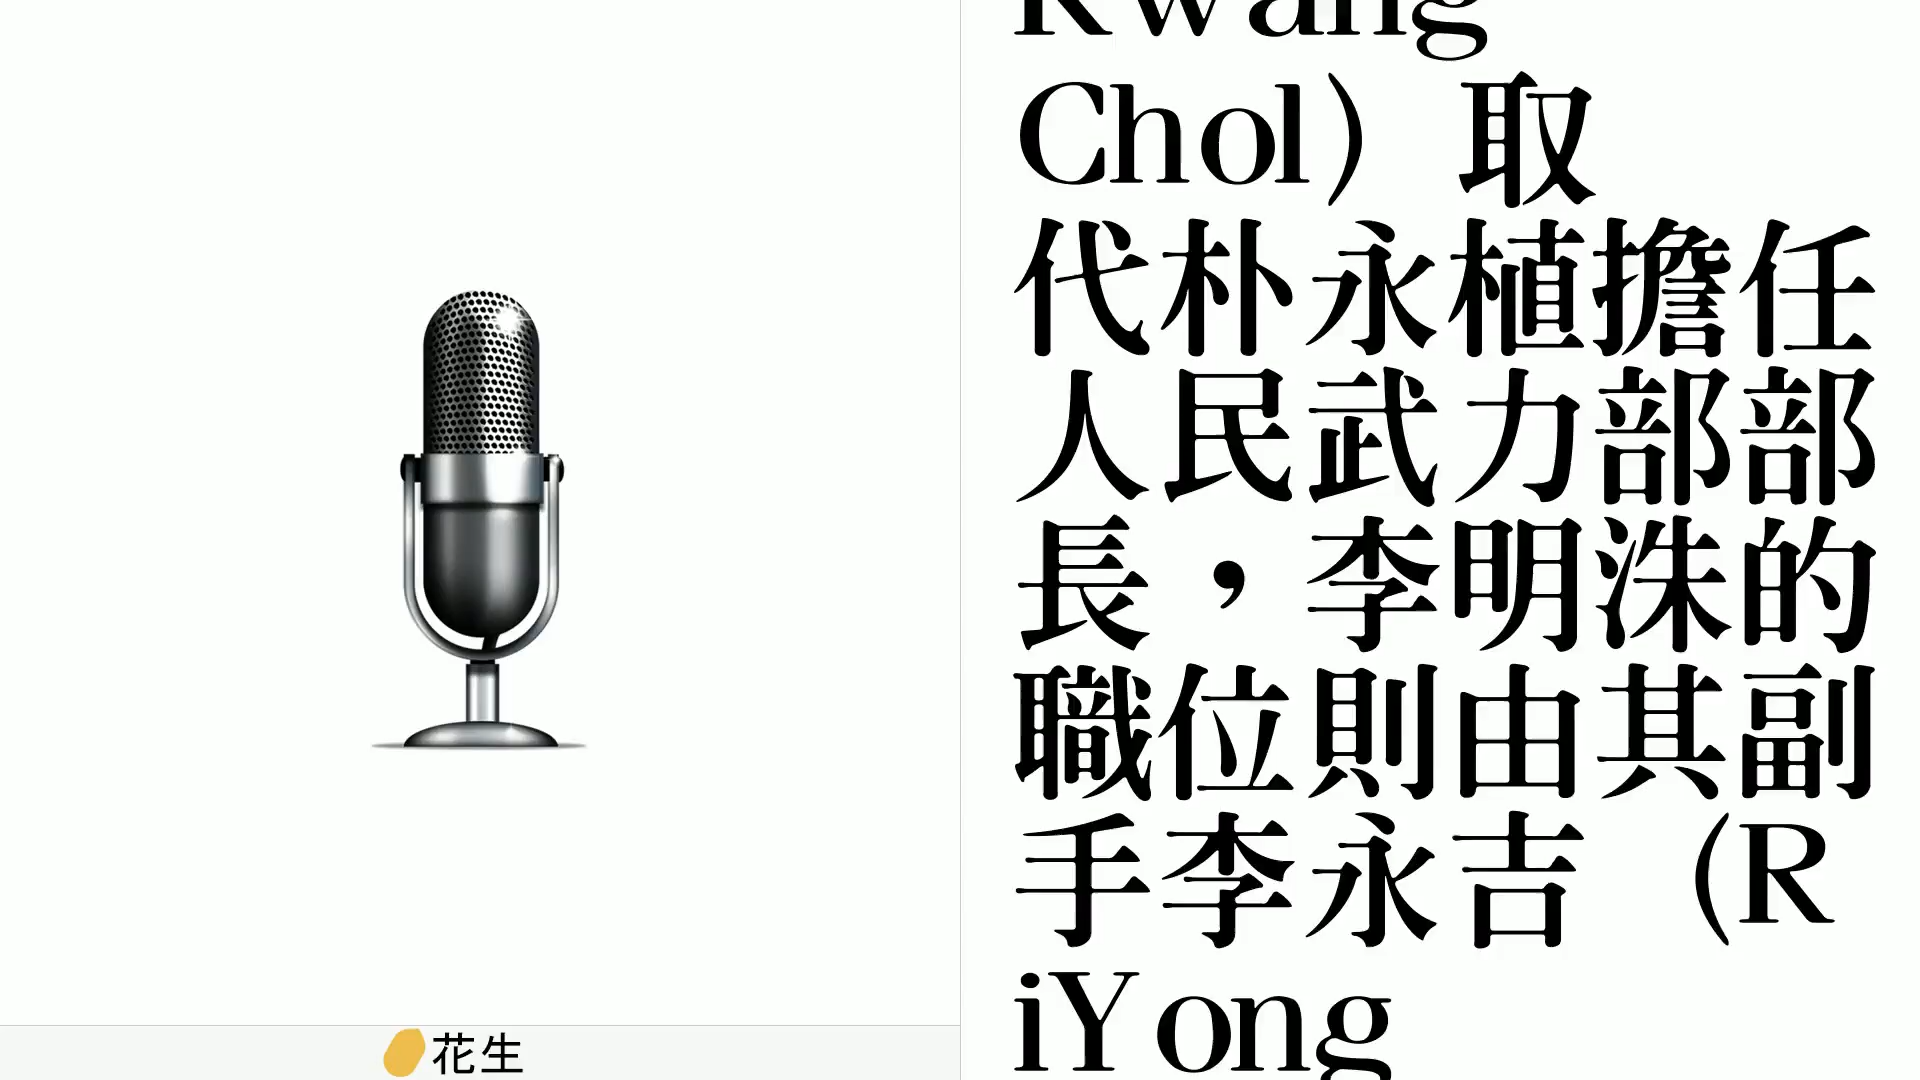 Kwang
Chol）取
代朴永植擔任
人民武力部部
長，李明洙的
職位則由其副
手李永吉（R
iYong
花生